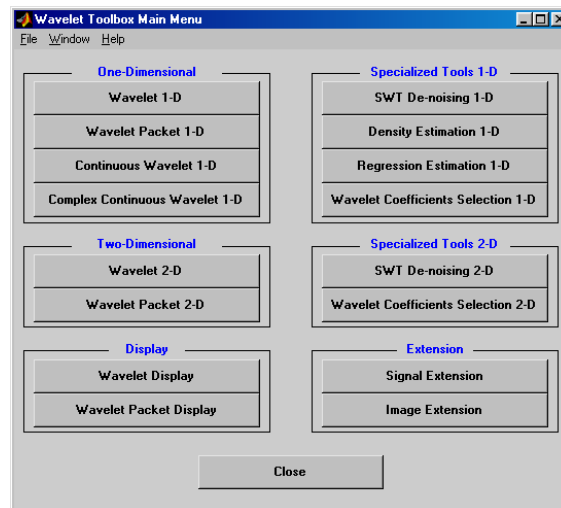 Wavelet Toolbox Main Menu
File Window Help
One-Dimensional
Wavelet 1-D
Wavelet Packet 1-D
Continuous Wavelet 1-D
Complex Continuous Wavelet 1-D
Specialized Tools 1-D
SWT De-noising 1-D
Density Estimation 1-D
Regression Estimation 1-D
Wavelet Coefficients Selection 1-D
Two-Dimensional
Wavelet 2-D
Wavelet Packet 2-D
Specialized Tools 2-D
SWT De-noising 2-D
Wavelet Coefficients Selection 2-D
Display
Wavelet Display
Wavelet Packet Display
Extension
Signal Extension
Image Extension
Close